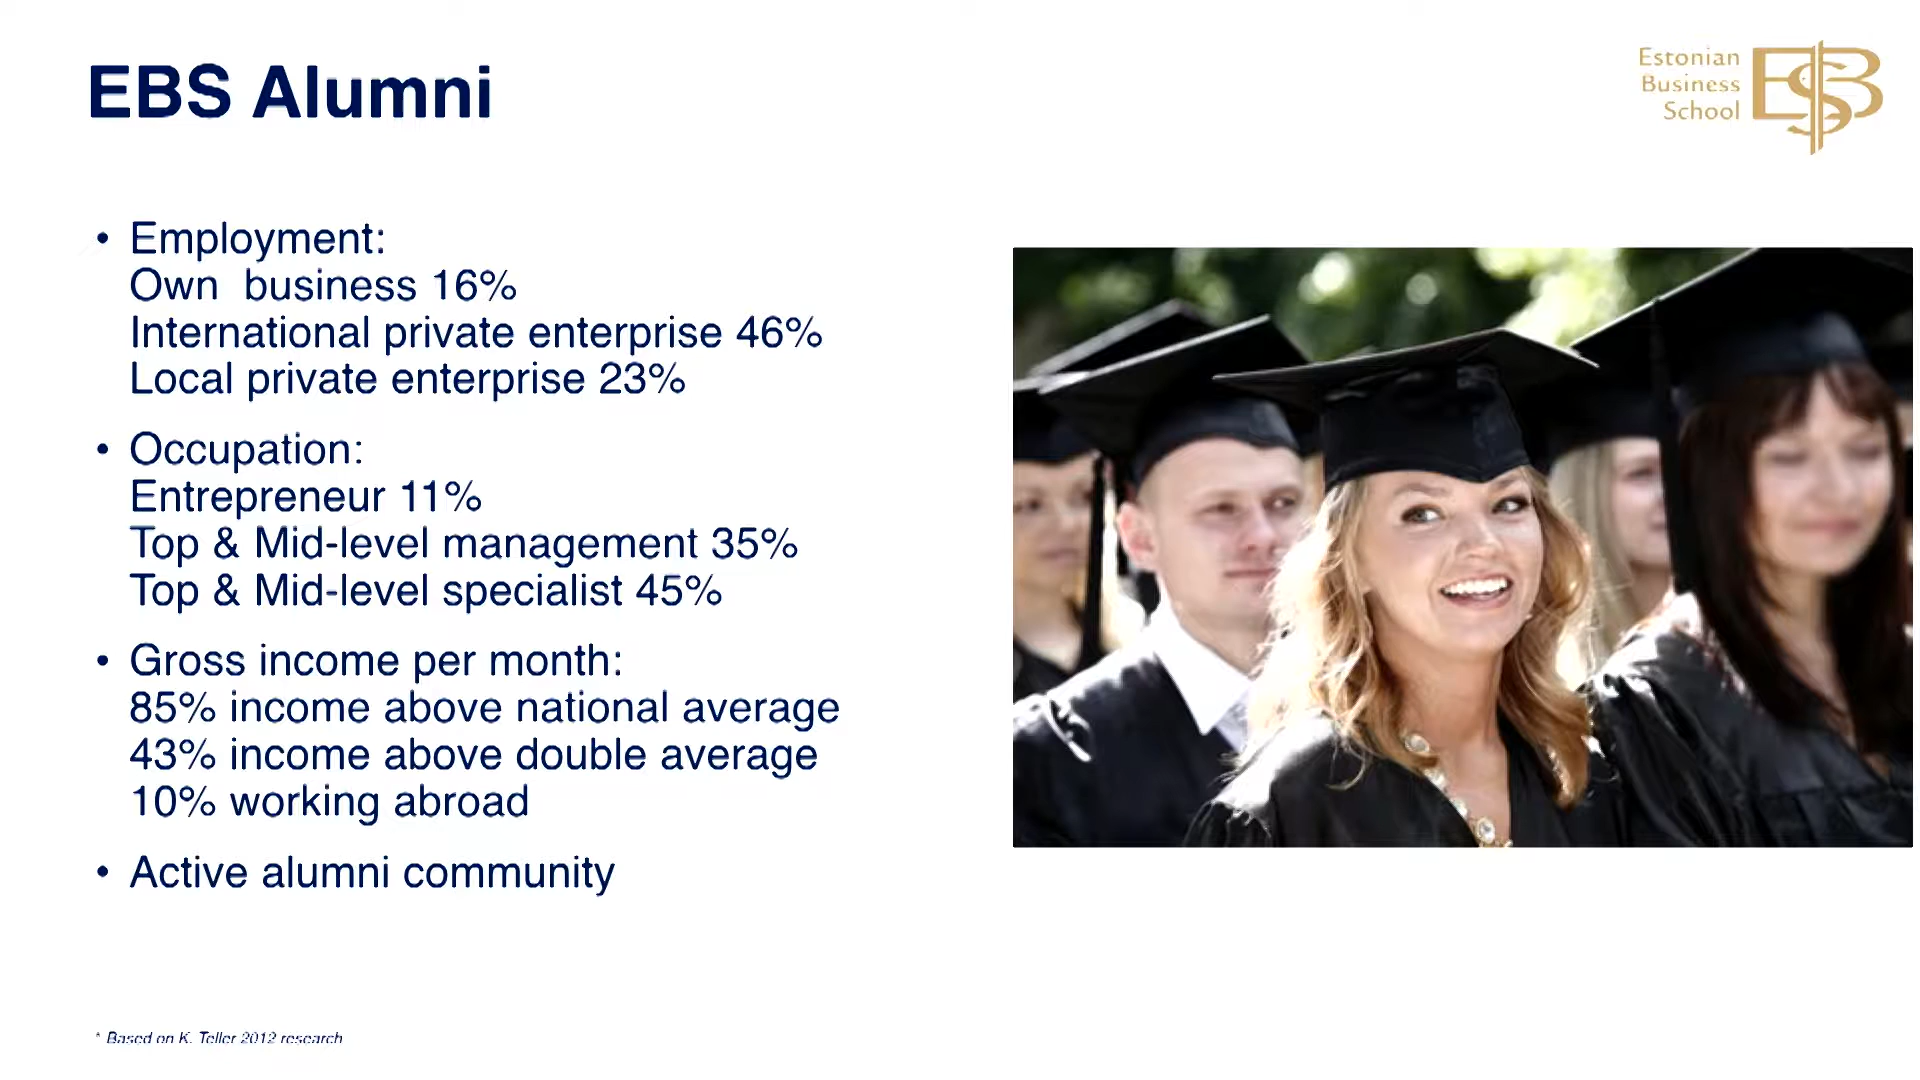 EBS Alumni
Estonian
Business
School
EBS
• Employment:
Own business 16%
International private enterprise 46%
Local private enterprise 23%
• Occupation:
Entrepreneur 11%
Top & Mid-level management 35%
Top & Mid-level specialist 45%
• Gross income per month:
85% income above national average
43% income above double average
10% working abroad
• Active alumni community
* Based on K. Teller 2012 research